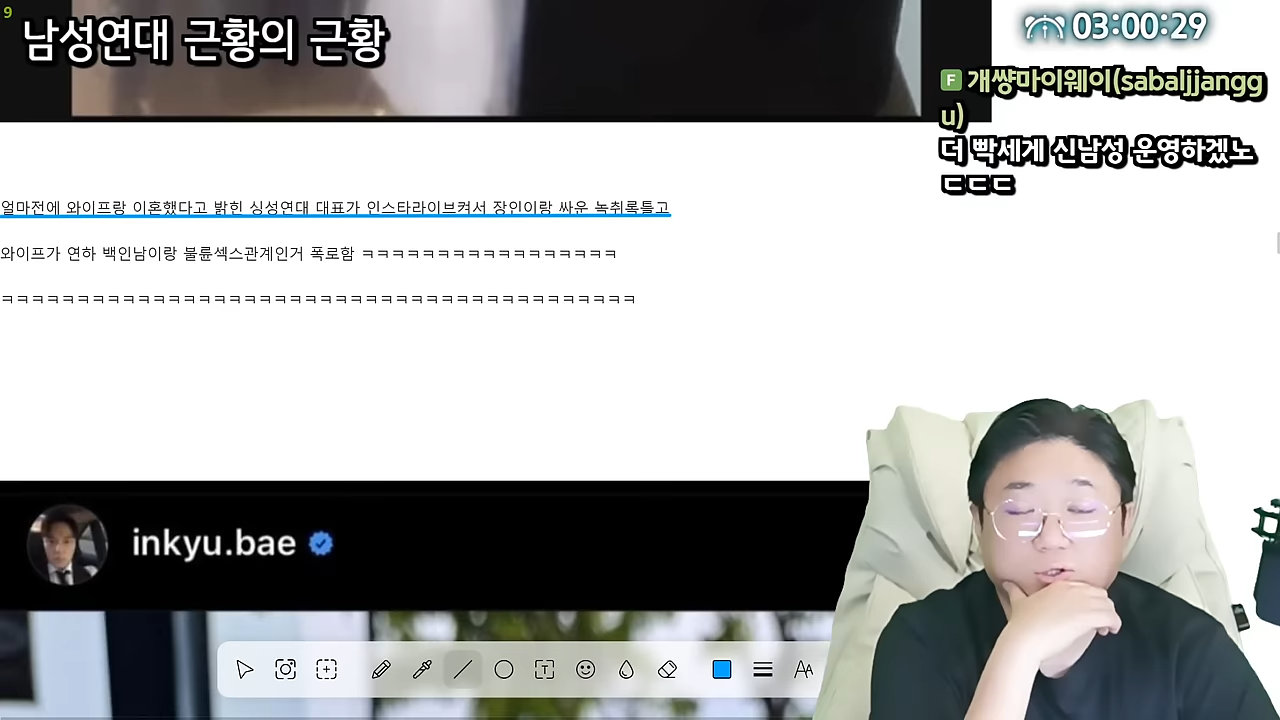 9
남성연대 근황의 근황
03:00:29
F 개썅마이웨이(sabaljjangg
u)
더 빡세게 신남성 운영하겠노
ㄷㄷㄷ
얼마전에 와이프랑 이혼했다고 밝힌 싱싱연대 대표가 인스타라이브켜서 장인이랑 싸운 녹취록틀고
와이프가 연하 백인남이랑 불륜섹스관계인거 폭로함 ㅋㅋㅋㅋㅋㅋㅋㅋㅋㅋㅋㅋㅋㅋㅋㅋㅋ
ㅋㅋㅋㅋㅋㅋㅋㅋㅋㅋㅋㅋㅋㅋㅋㅋㅋㅋㅋㅋㅋㅋㅋㅋㅋㅋㅋㅋㅋㅋㅋㅋㅋㅋㅋㅋㅋㅋㅋㅋㅋㅋ
inkyu.bae
T
AA